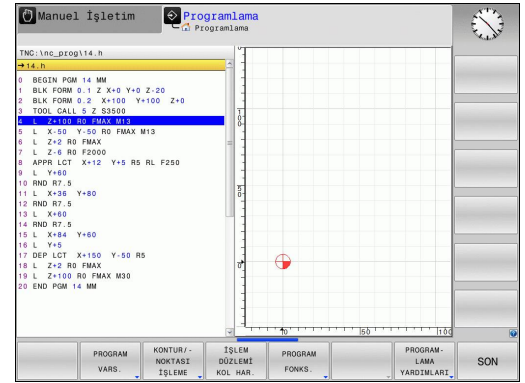 Manuel İşletim
Programlama
Programlama
TNC:\nc_prog\14.h
→14.h
0 BEGIN PGM 14 MM
1 BLK FORM 0.1 Z X+0 Y+0 Z-20
2 BLK FORM 0.2 X+100 Y+100 Z+0
3 TOOL CALL 5 Z S3500
4 L Z+100 R0 FMAX M13
5 L X-50 Y-50 R0 FMAX M13
6 L Z+2 R0 FMAX
7 L Z-6 R0 F2000
8 APPR LCT X+12 Y+5 R5 RL F250
9 L Y+60
10 RND R7.5
11 L X+36 Y+80
12 RND R7.5
13 L X+60
14 RND R7.5
15 L X+84 Y+60
16 L Y+5
17 DEP LCT X+150 Y-50 R5
18 L Z+2 R0 FMAX
19 L Z+100 R0 FMAX M30
20 END PGM 14 MM
100
50
0
0
50
100
PROGRAM VARS.
KONTUR/- NOKTASI İŞLEME
İŞLEM DÜZLEMİ KOL HAR.
PROGRAM FONKS.
PROGRAM- LAMA YARDIMLARI
SON